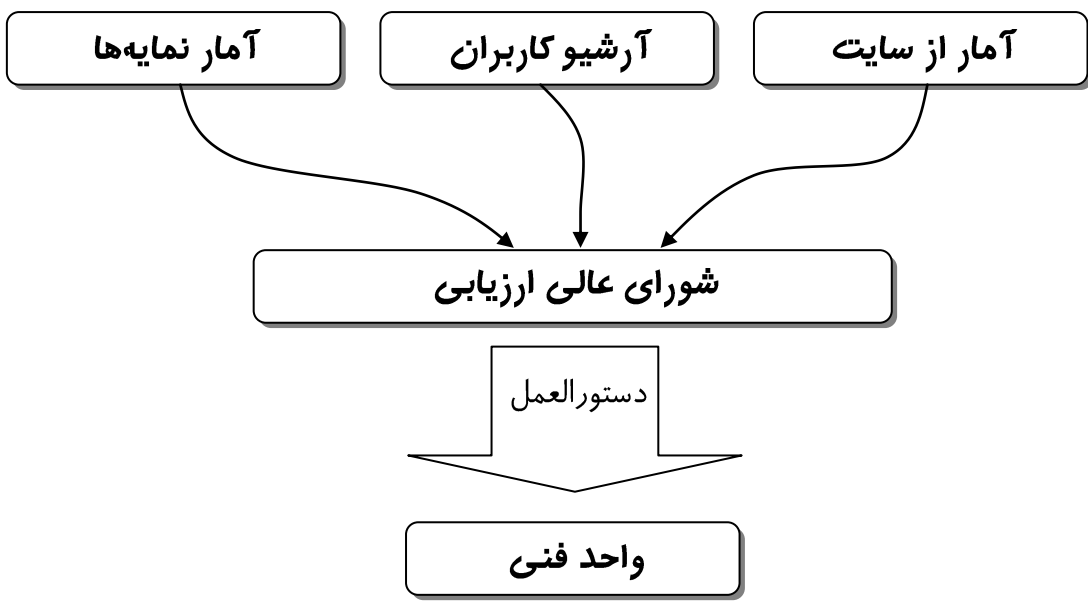 آمار از سایت
آرشیو کاربران
آمار نمایه‌ها
شورای عالی ارزیابی
دستورالعمل
واحد فنی